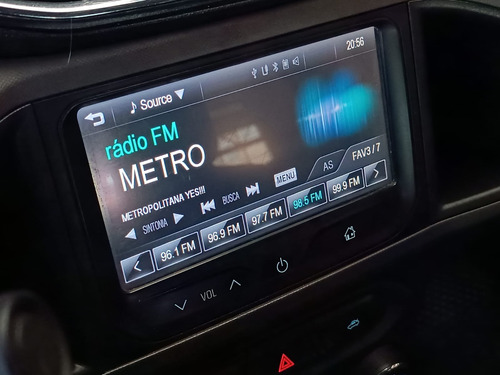 20:56
Source
rádio FM
METRO
METROPOLITANA YES!!!
SINTONIA BUSCA MENU AS FAV3 / 7
96.1 FM 96.9 FM 97.7 FM 98.5 FM 99.9 FM
VOL